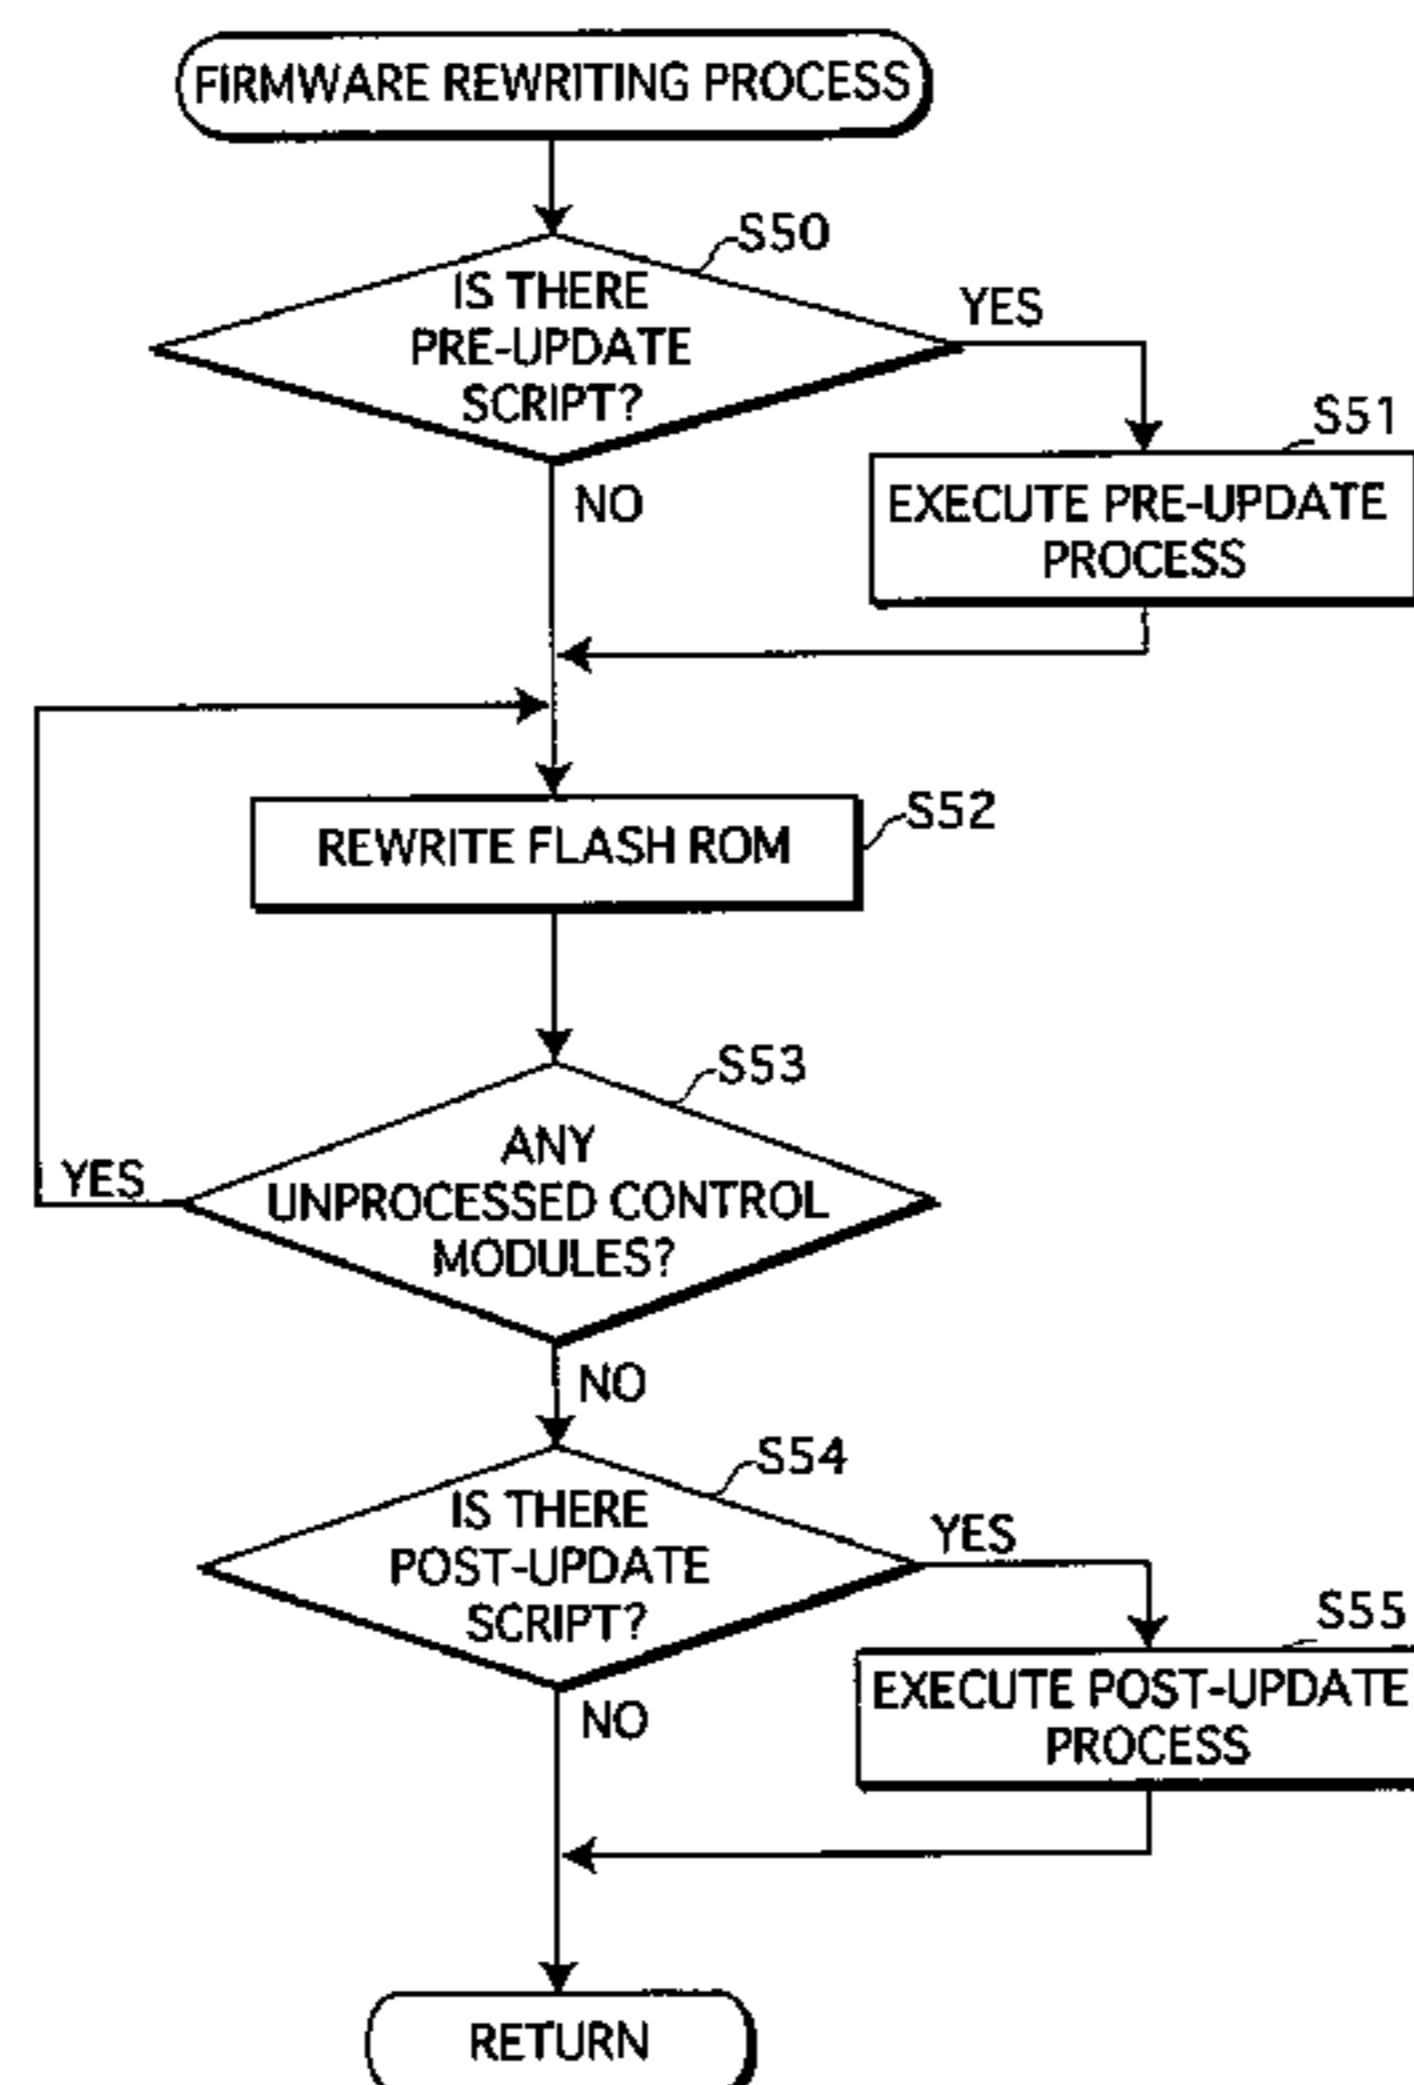 FIRMWARE REWRITING PROCESS
S50
IS THERE
PRE-UPDATE
SCRIPT?
YES
NO
S51
EXECUTE PRE-UPDATE
PROCESS
S52
REWRITE FLASH ROM
S53
ANY
UNPROCESSED CONTROL
MODULES?
YES
NO
S54
IS THERE
POST-UPDATE
SCRIPT?
YES
NO
S55
EXECUTE POST-UPDATE
PROCESS
RETURN